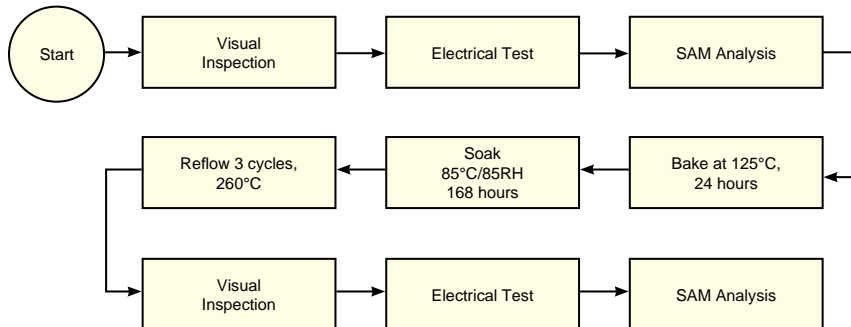 Start
Visual
Inspection
Electrical Test
SAM Analysis
Reflow 3 cycles,
260°C
Soak
85°C/85RH
168 hours
Bake at 125°C,
24 hours
Visual
Inspection
Electrical Test
SAM Analysis